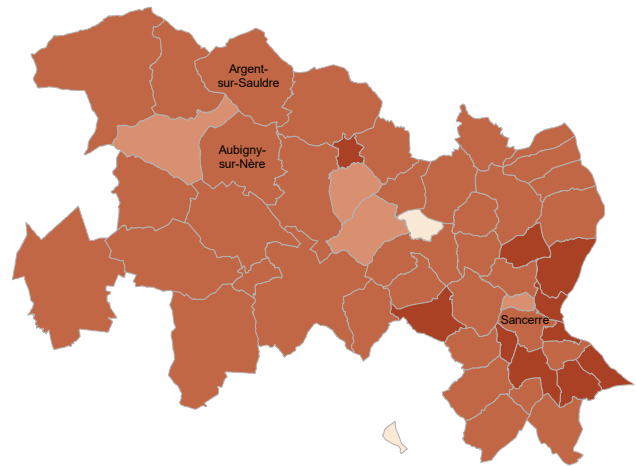 Argent-
sur-Sauldre
Aubigny-
sur-Nère
Sancerre